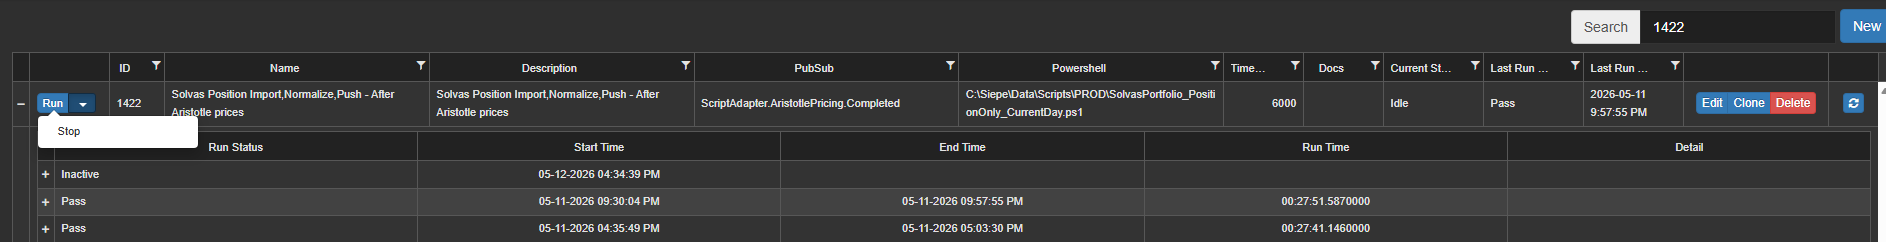 Search 1422 New
ID Name Description PubSub Powershell Time... Docs Current St... Last Run ... Last Run ...
Run 1422 Solvas Position Import,Normalize,Push - After Aristotle prices Solvas Position Import,Normalize,Push - After Aristotle prices ScriptAdapter.AristotlePricing.Completed C:\Siepe\Data\Scripts\PROD\SolvasPortfolio_PositionOnly_CurrentDay.ps1 6000 Idle Pass 2026-05-11 9:57:55 PM Edit Clone Delete
Stop
Run Status Start Time End Time Run Time Detail
+ Inactive 05-12-2026 04:34:39 PM
+ Pass 05-11-2026 09:30:04 PM 05-11-2026 09:57:55 PM 00:27:51.5870000
+ Pass 05-11-2026 04:35:49 PM 05-11-2026 05:03:30 PM 00:27:41.1460000